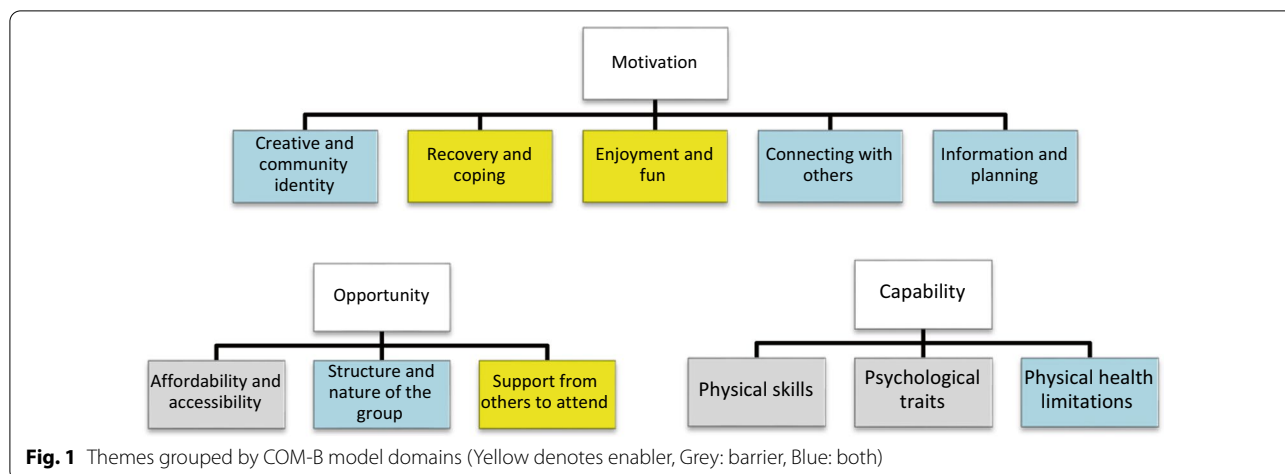 Motivation
Creative and
community
identity
Recovery and
coping
Enjoyment and
fun
Connecting with
others
Information and
planning
Opportunity
Affordability and
accessibility
Structure and
nature of the
group
Support from
others to attend
Capability
Physical skills
Psychological
traits
Physical health
limitations
Fig. 1 Themes grouped by COM-B model domains (Yellow denotes enabler, Grey: barrier, Blue: both)